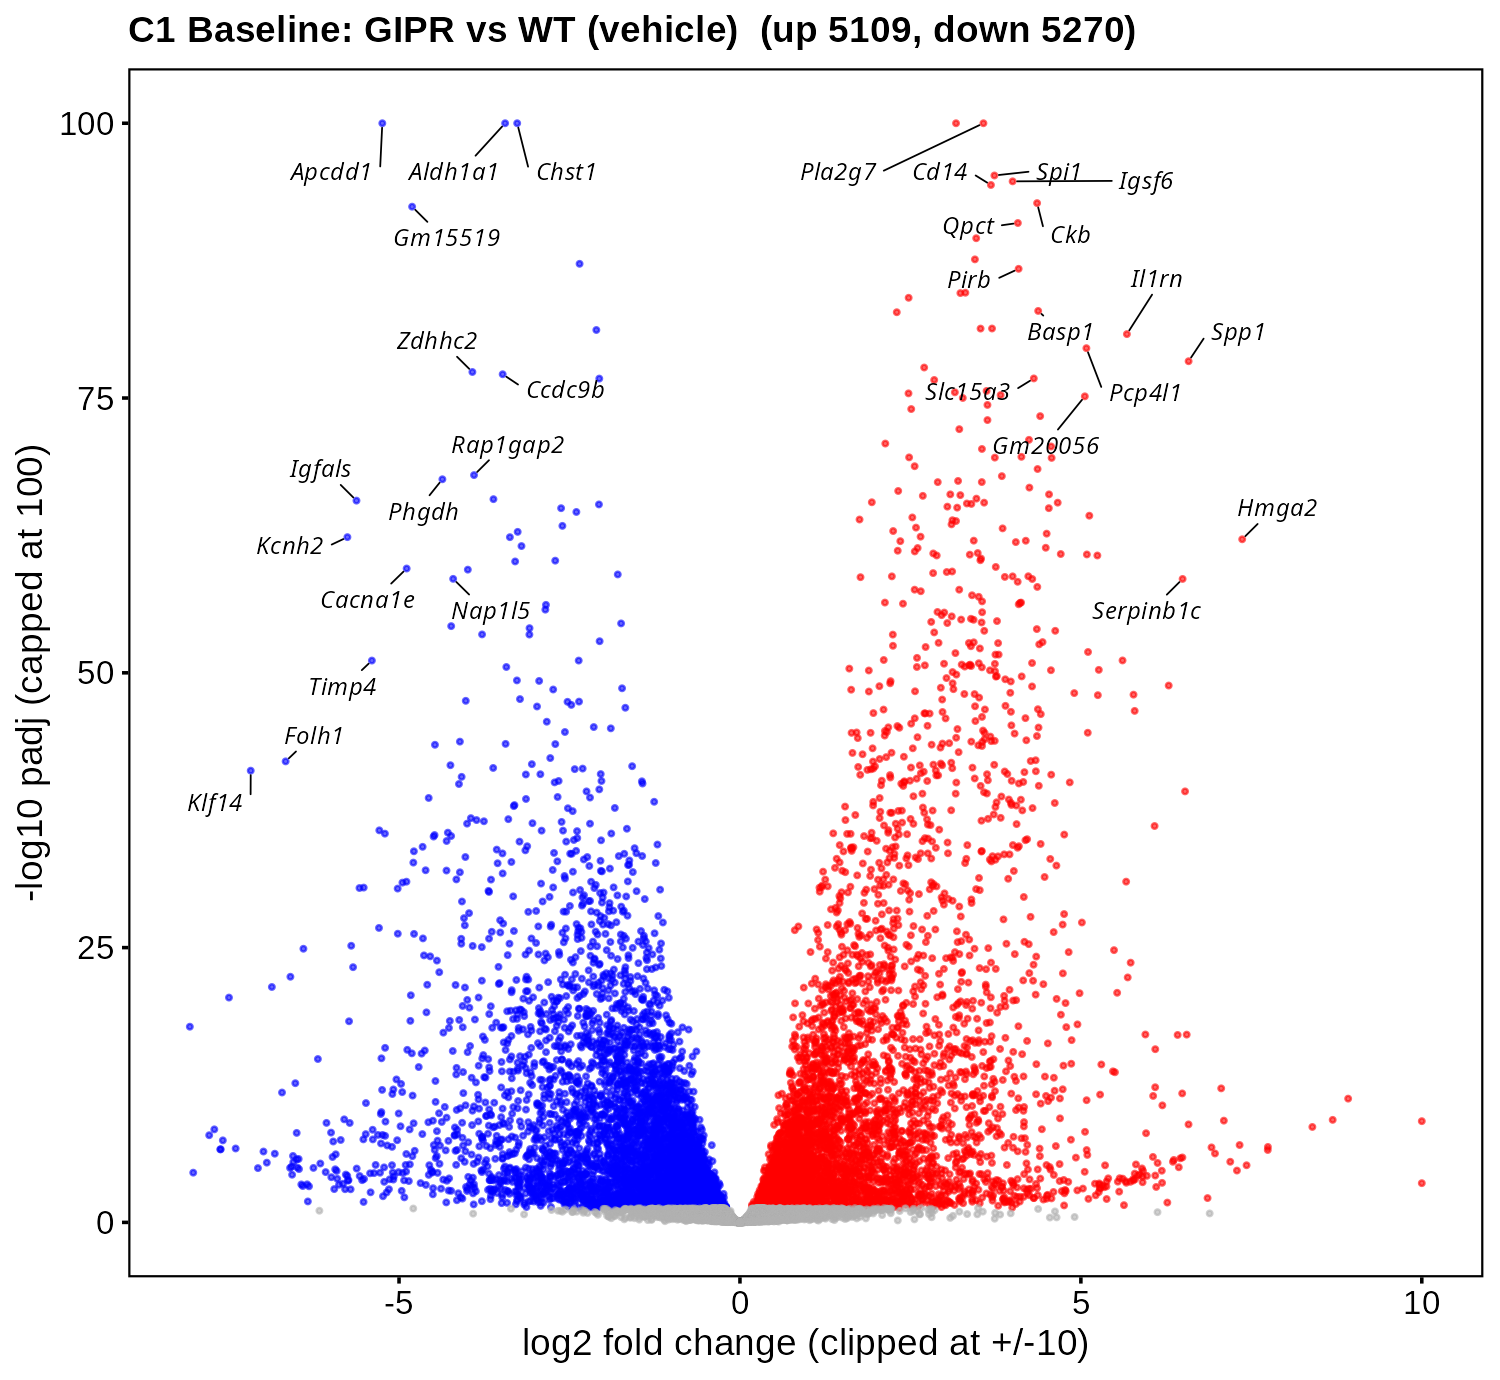 C1 Baseline: GIPR vs WT (vehicle)  (up 5109, down 5270)
-log10 padj (capped at 100)
100
75
50
25
0
Apcdd1
Aldh1a1
Chst1
Pla2g7
Cd14
Spi1
Igsf6
Gm15519
Qpct
Ckb
Pirb
Il1rn
Zdhhc2
Basp1
Spp1
Ccdc9b
Slc15a3
Pcp4l1
Rap1gap2
Gm20056
Igfals
Phgdh
Hmga2
Kcnh2
Cacna1e
Nap1l5
Serpinb1c
Timp4
Folh1
Klf14
-5
0
5
10
log2 fold change (clipped at +/-10)